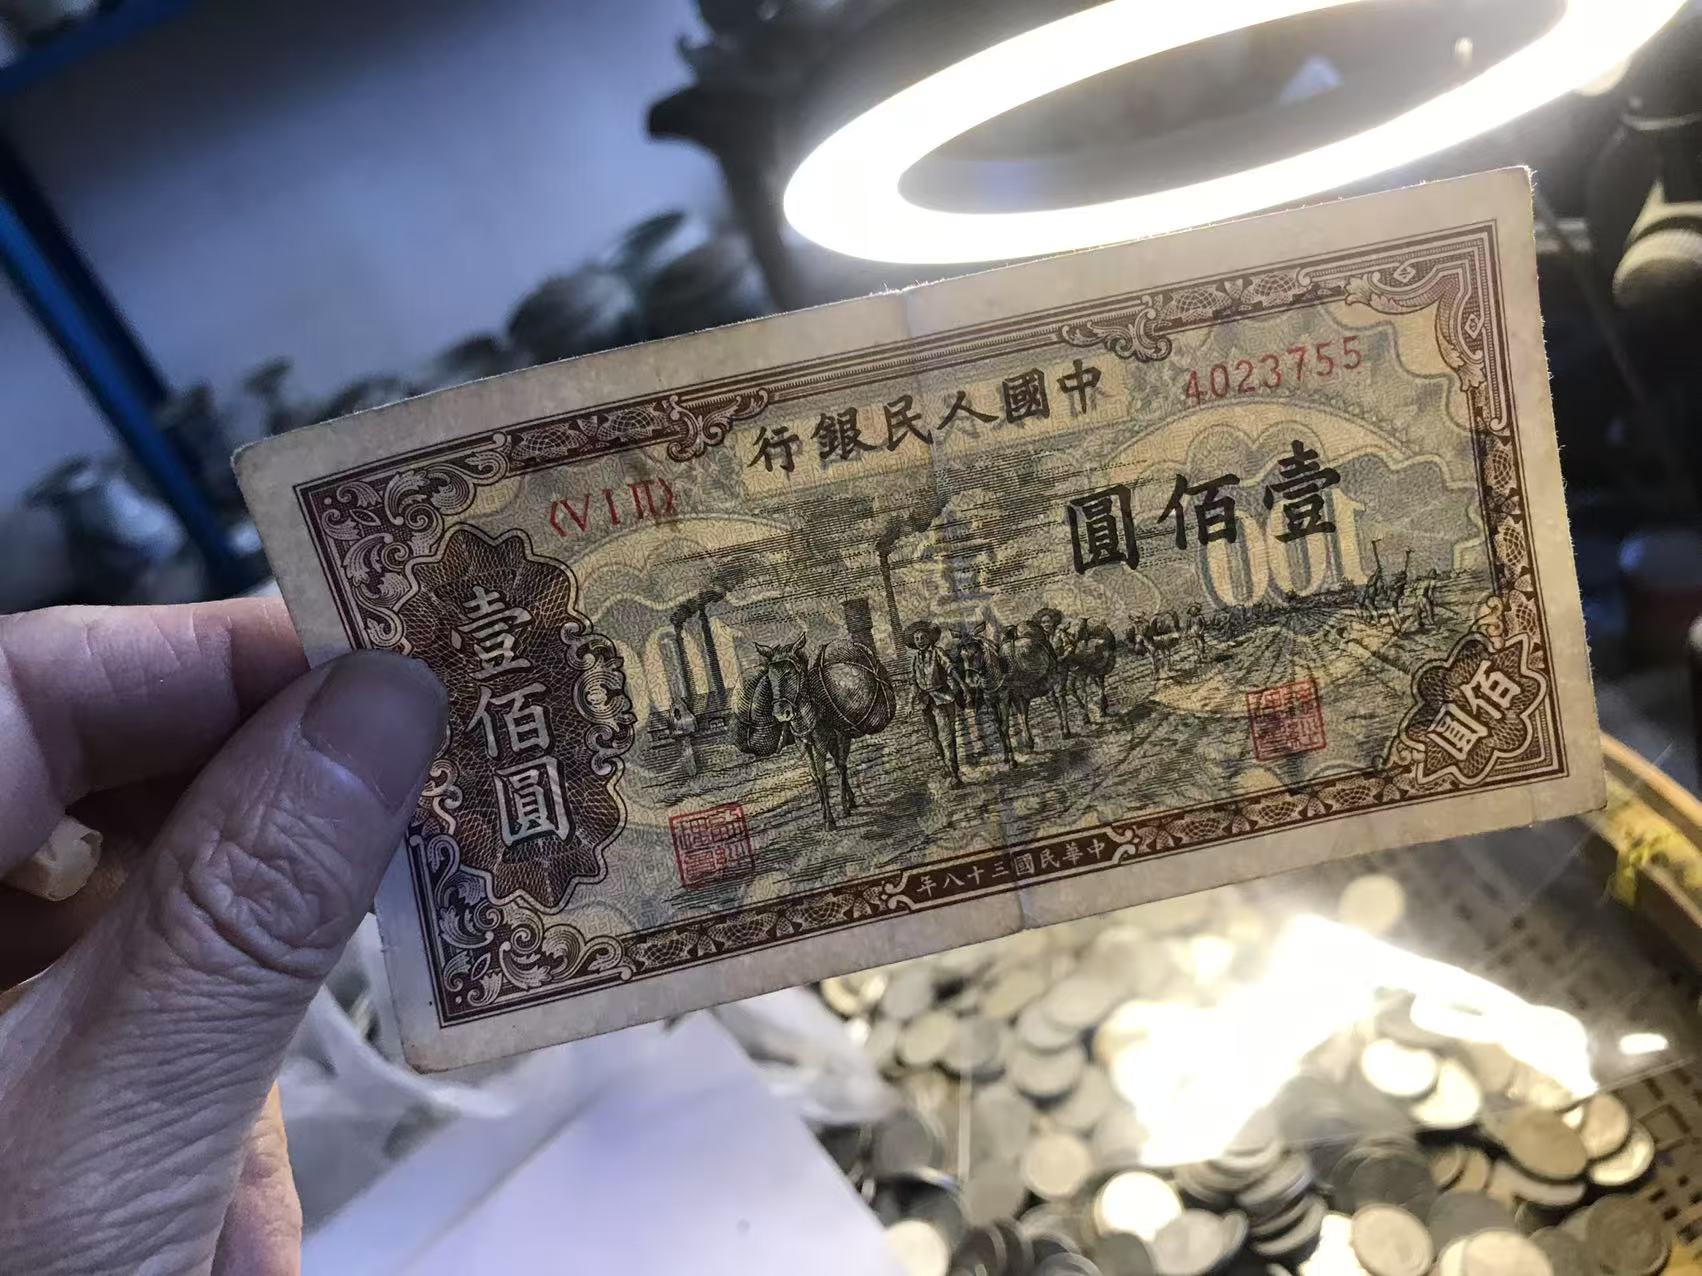 中國人民銀行
4023755
〈VIII〉
壹佰圓
壹佰圓
佰圓
中華民國三十八年